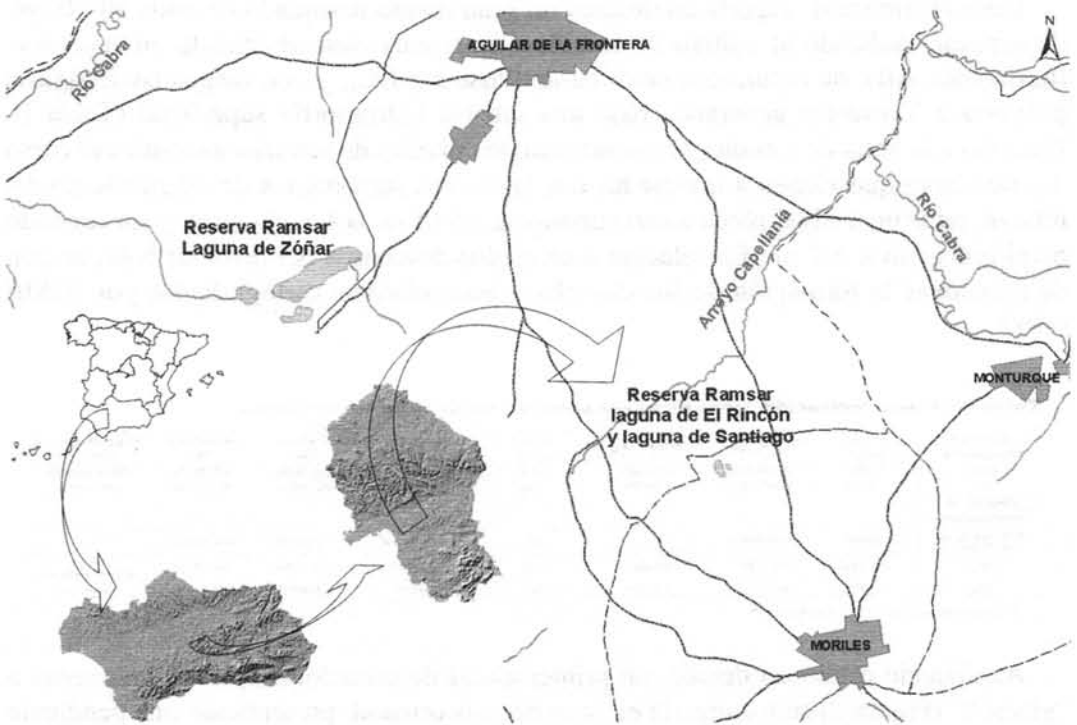 N
AGUILAR DE LA FRONTERA
Río Cabra
Reserva Ramsar
Laguna de Zóñar
Arroyo Capallanía
Río Cabra
MONTURQUE
Reserva Ramsar
laguna de El Rincón
y laguna de Santiago
MORILES